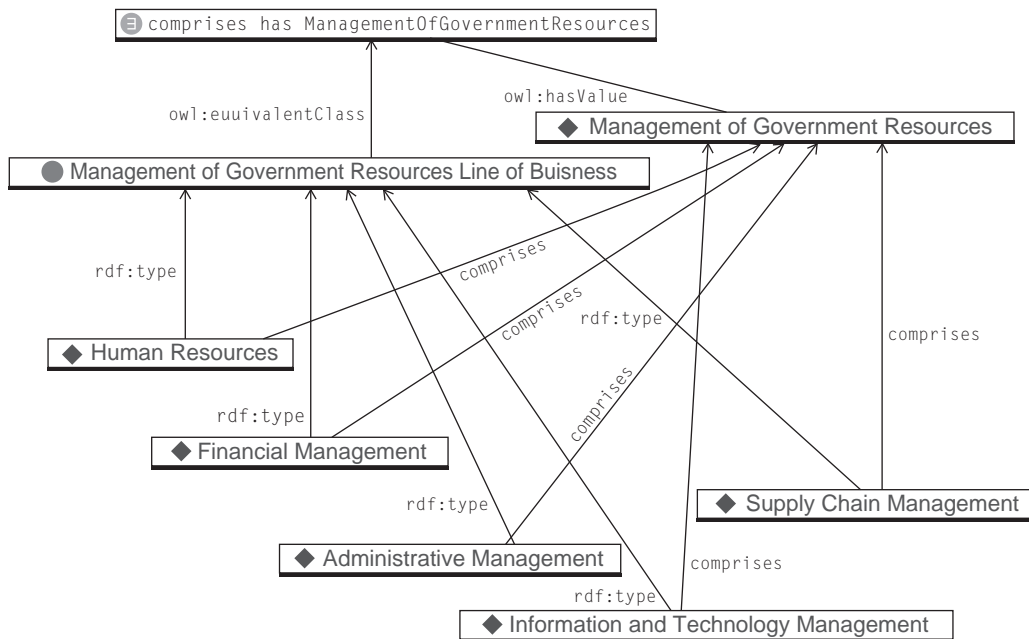 ∃ comprises has ManagementOfGovernmentResources
owl:hasValue
owl:euuivalentClass
Management of Government Resources
Management of Government Resources Line of Buisness
rdf:type
comprises
comprises
rdf:type
comprises
Human Resources
comprises
rdf:type
Financial Management
rdf:type
Supply Chain Management
Administrative Management
comprises
rdf:type
Information and Technology Management